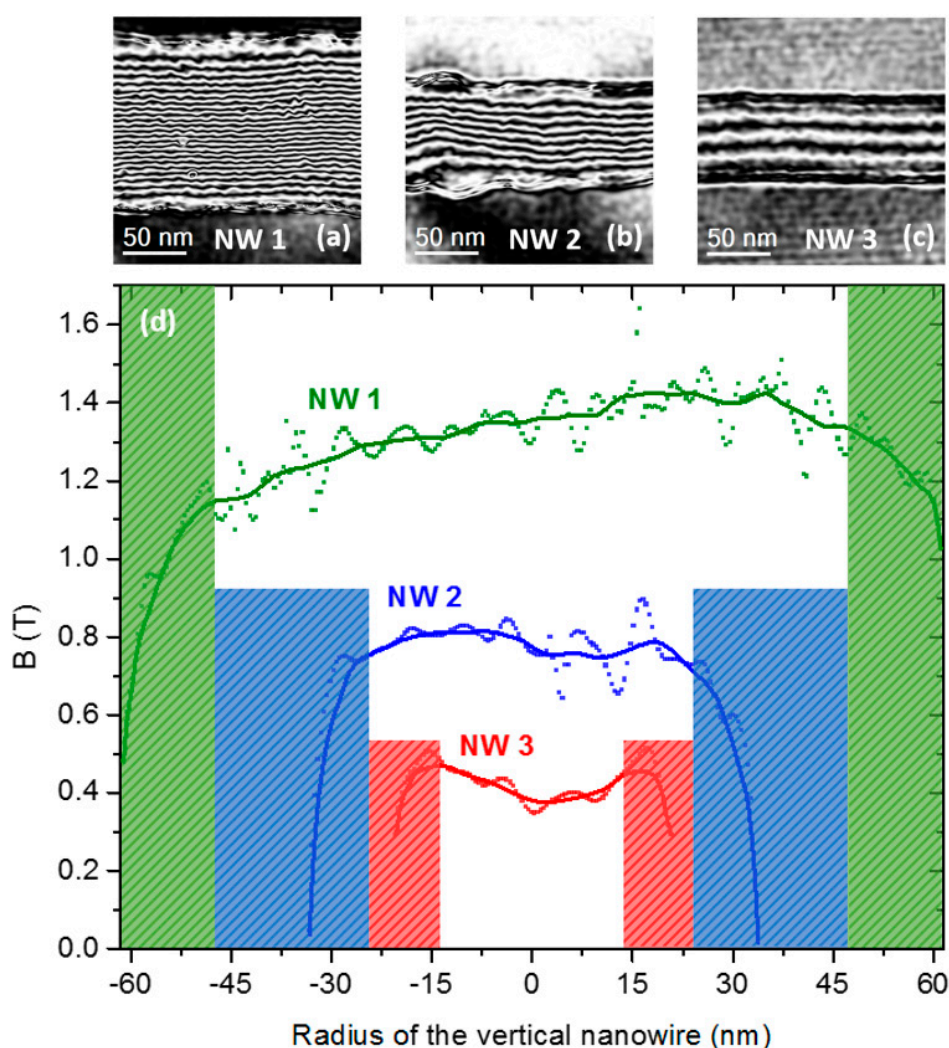 50 nm NW 1 (a)
50 nm NW 2 (b)
50 nm NW 3 (c)
(d)
1.6
1.4
1.2
1.0
0.8
0.6
0.4
0.2
0.0
B (T)
NW 1
NW 2
NW 3
-60 -45 -30 -15 0 15 30 45 60
Radius of the vertical nanowire (nm)